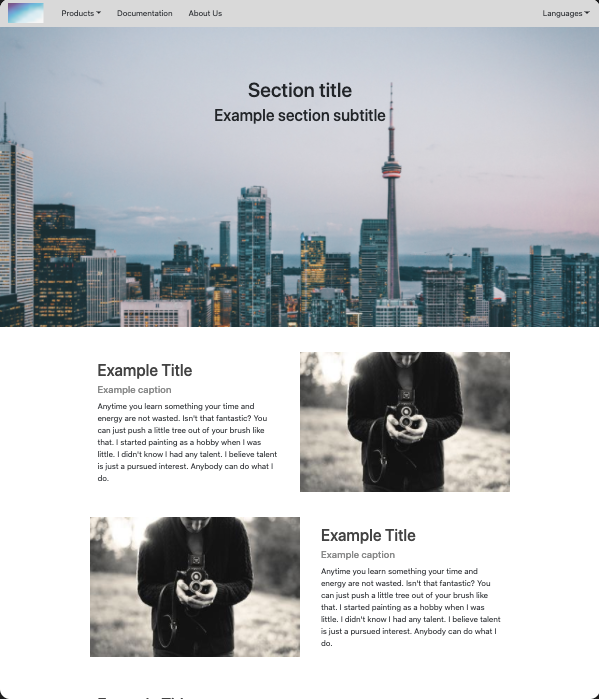 Products
Documentation
About Us
Languages
Section title
Example section subtitle
Example Title
Example caption
Anytime you learn something your time and
energy are not wasted. Isn't that fantastic? You
can just push a little tree out of your brush like
that. I started painting as a hobby when I was
little. I didn't know I had any talent. I believe talent
is just a pursued interest. Anybody can do what I
do.
Example Title
Example caption
Anytime you learn something your time and
energy are not wasted. Isn't that fantastic? You
can just push a little tree out of your brush like
that. I started painting as a hobby when I was
little. I didn't know I had any talent. I believe talent
is just a pursued interest. Anybody can do what I
do.